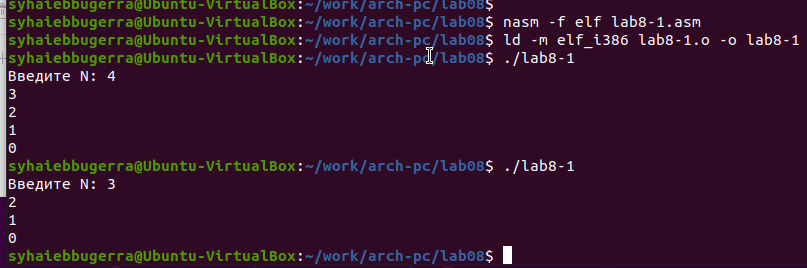 syhaiebbugerra@Ubuntu-VirtualBox:~/work/arch-pc/lab08$
syhaiebbugerra@Ubuntu-VirtualBox:~/work/arch-pc/lab08$ nasm -f elf lab8-1.asm
syhaiebbugerra@Ubuntu-VirtualBox:~/work/arch-pc/lab08$ ld -m elf_i386 lab8-1.o -o lab8-1
syhaiebbugerra@Ubuntu-VirtualBox:~/work/arch-pc/lab08$ ./lab8-1
Введите N: 4
3
2
1
0
syhaiebbugerra@Ubuntu-VirtualBox:~/work/arch-pc/lab08$ ./lab8-1
Введите N: 3
2
1
0
syhaiebbugerra@Ubuntu-VirtualBox:~/work/arch-pc/lab08$